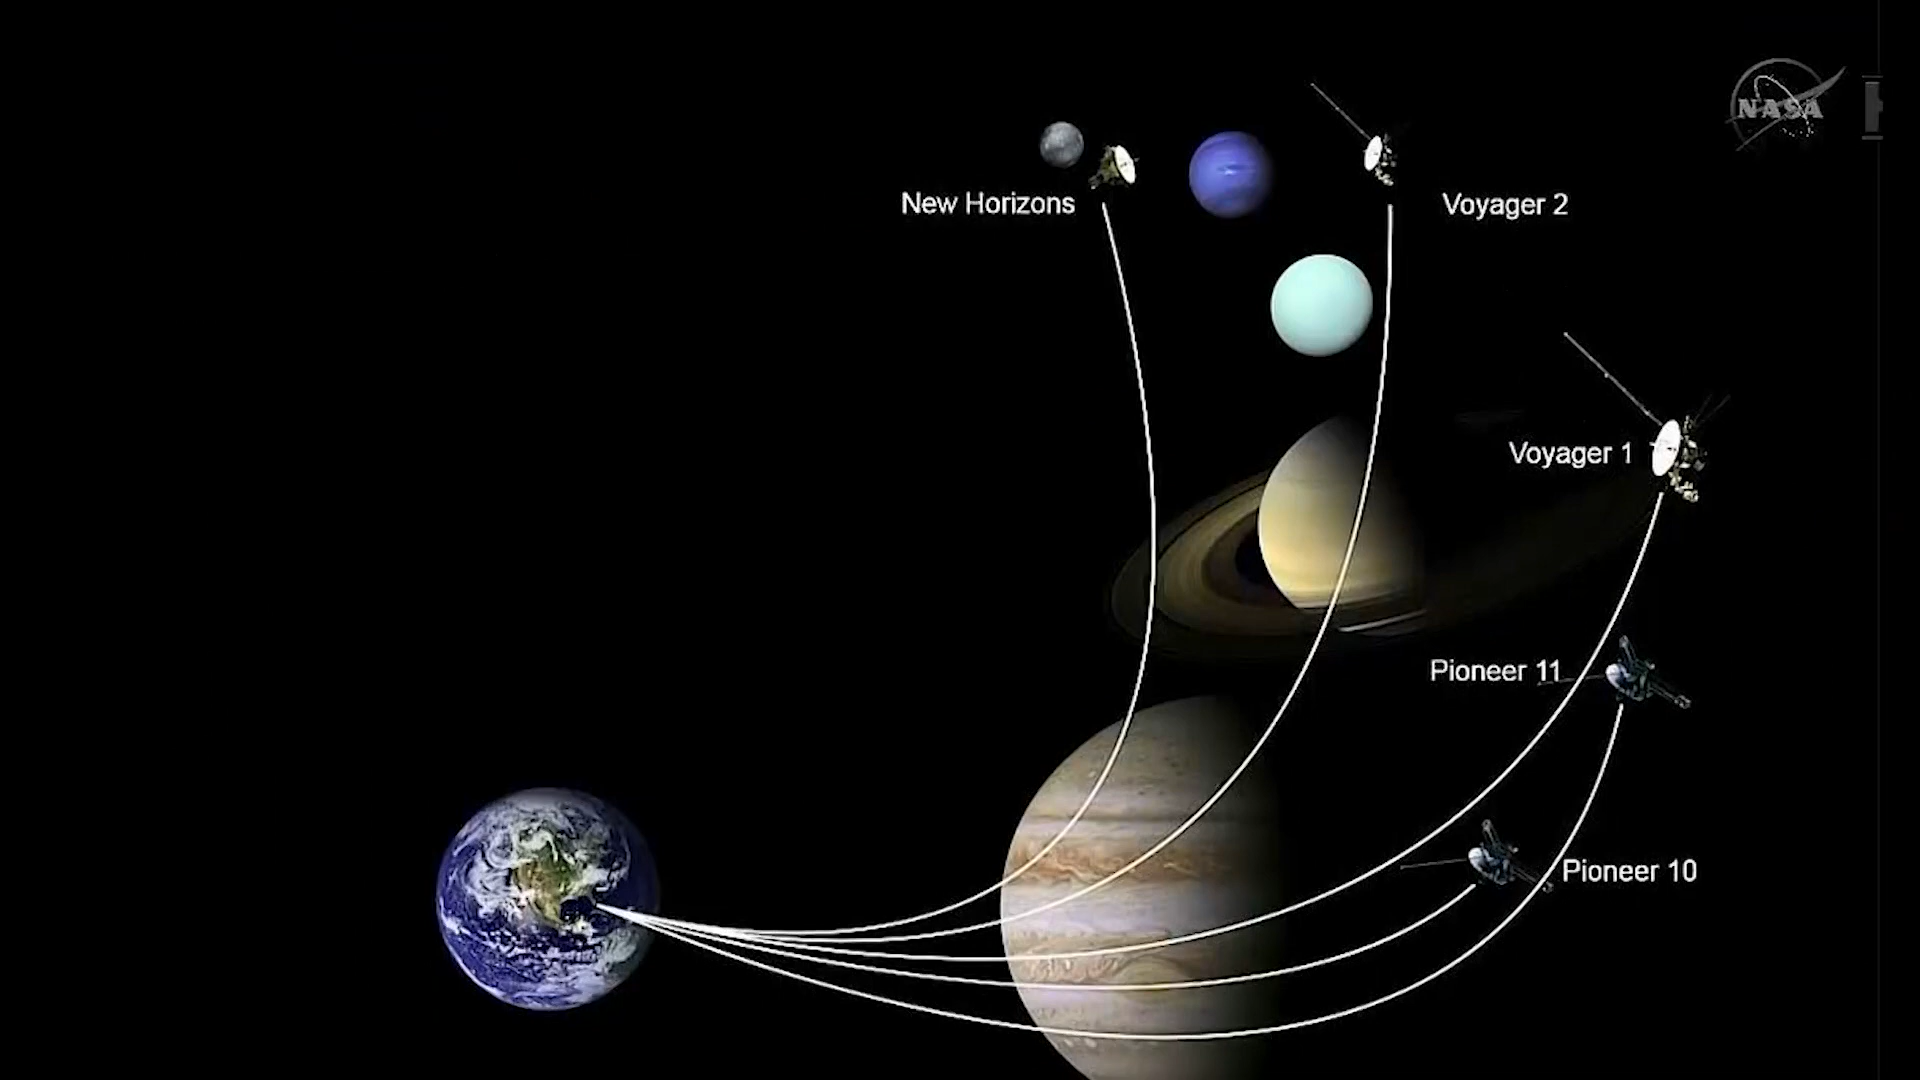 NASA
New Horizons
Voyager 2
Voyager 1
Pioneer 11
Pioneer 10